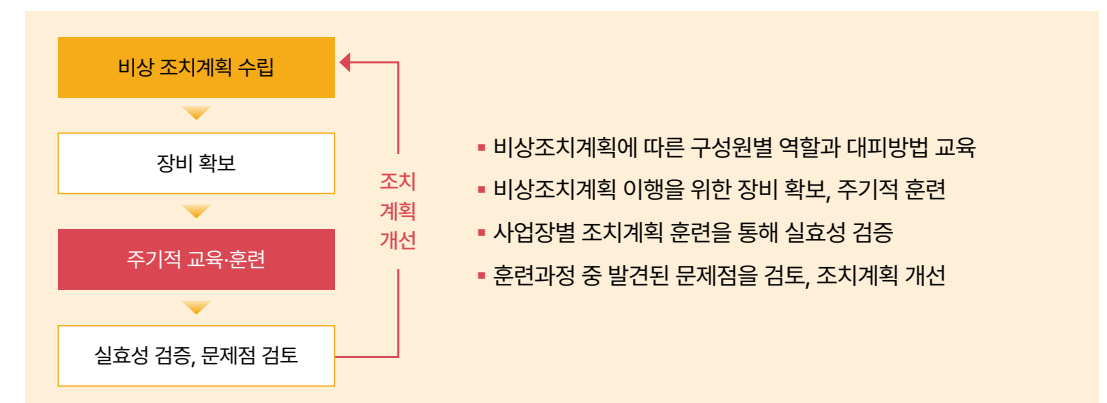 비상 조치계획 수립
장비 확보
주기적 교육·훈련
실효성 검증, 문제점 검토
조치
계획
개선
▪ 비상조치계획에 따른 구성원별 역할과 대피방법 교육
▪ 비상조치계획 이행을 위한 장비 확보, 주기적 훈련
▪ 사업장별 조치계획 훈련을 통해 실효성 검증
▪ 훈련과정 중 발견된 문제점을 검토, 조치계획 개선